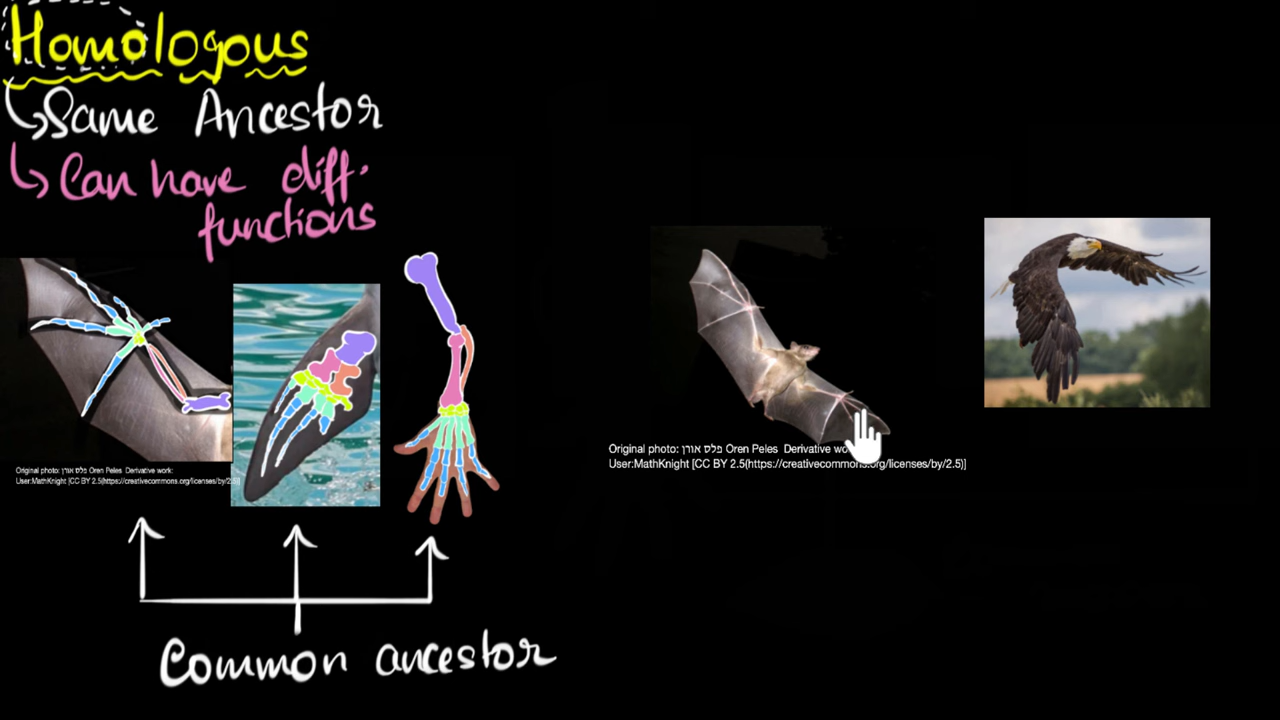 Homologous
Same Ancestor
Can have diff.
functions
Original photo: פלס אורן Oren Peles Derivative work:
User:MathKnight [CC BY 2.5(https://creativecommons.org/licenses/by/2.5)]
Original photo: פלס אורן Oren Peles Derivative
User:MathKnight [CC BY 2.5(https://creativecommons.org/licenses/by/2.5)]
Common ancestor